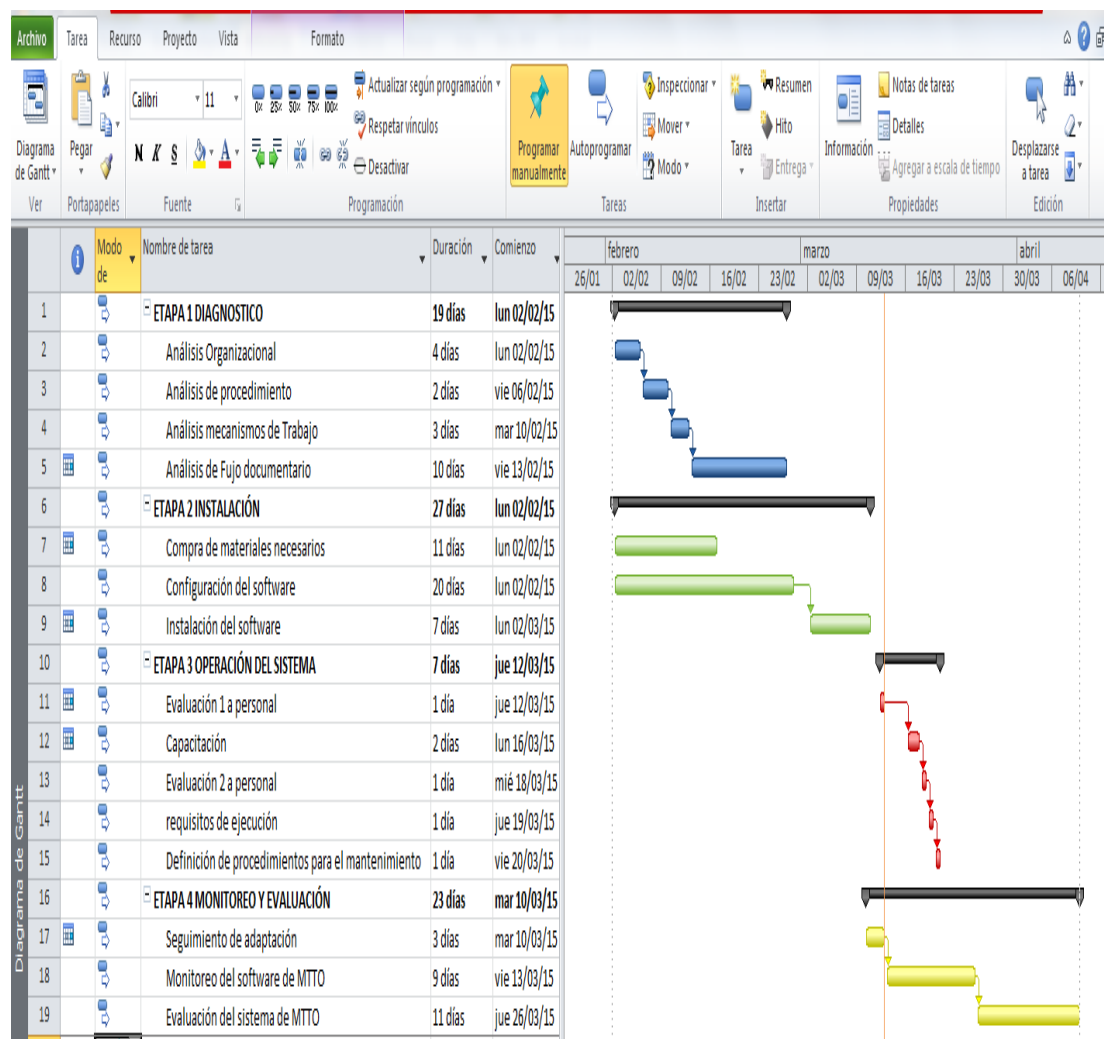 Archivo Tarea Recurso Proyecto Vista Formato
Calibri 11 0% 25% 50% 75% 100% Actualizar según programación Inspeccionar Resumen Notas de tareas
Respetar vínculos Mover Hito Detalles
Diagrama de Gantt Pegar N K S A Desactivar Programar manualmente Autoprogramar Modo Tarea Entrega Información Agregar a escala de tiempo Desplazarse a tarea
Ver Portapapeles Fuente Programación Tareas Insertar Propiedades Edición
Modo de Nombre de tarea Duración Comienzo febrero marzo abril
26/01 02/02 09/02 16/02 23/02 02/03 09/03 16/03 23/03 30/03 06/04
1 ETAPA 1 DIAGNOSTICO 19 días lun 02/02/15
2 Análisis Organizacional 4 días lun 02/02/15
3 Análisis de procedimiento 2 días vie 06/02/15
4 Análisis mecanismos de Trabajo 3 días mar 10/02/15
5 Análisis de Fujo documentario 10 días vie 13/02/15
6 ETAPA 2 INSTALACIÓN 27 días lun 02/02/15
7 Compra de materiales necesarios 11 días lun 02/02/15
8 Configuración del software 20 días lun 02/02/15
9 Instalación del software 7 días lun 02/03/15
10 ETAPA 3 OPERACIÓN DEL SISTEMA 7 días jue 12/03/15
11 Evaluación 1 a personal 1 día jue 12/03/15
12 Capacitación 2 días lun 16/03/15
13 Evaluación 2 a personal 1 día mié 18/03/15
14 requisitos de ejecución 1 día jue 19/03/15
15 Definición de procedimientos para el mantenimiento 1 día vie 20/03/15
16 ETAPA 4 MONITOREO Y EVALUACIÓN 23 días mar 10/03/15
17 Seguimiento de adaptación 3 días mar 10/03/15
18 Monitoreo del software de MTTO 9 días vie 13/03/15
19 Evaluación del sistema de MTTO 11 días jue 26/03/15
Diagrama de Gantt